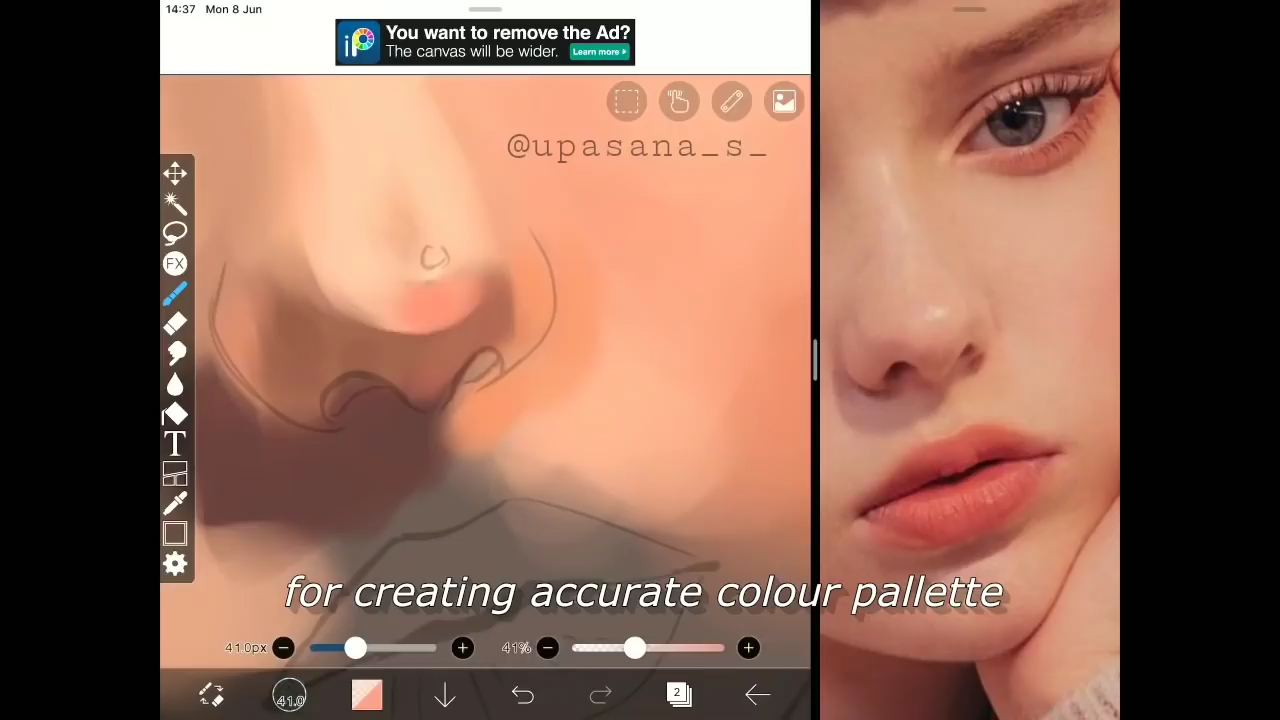 14:37 Mon 8 Jun
You want to remove the Ad?
The canvas will be wider.
Learn more
@upasana_s_
FX
T
for creating accurate colour pallette
41.0px
41%
41.0
2